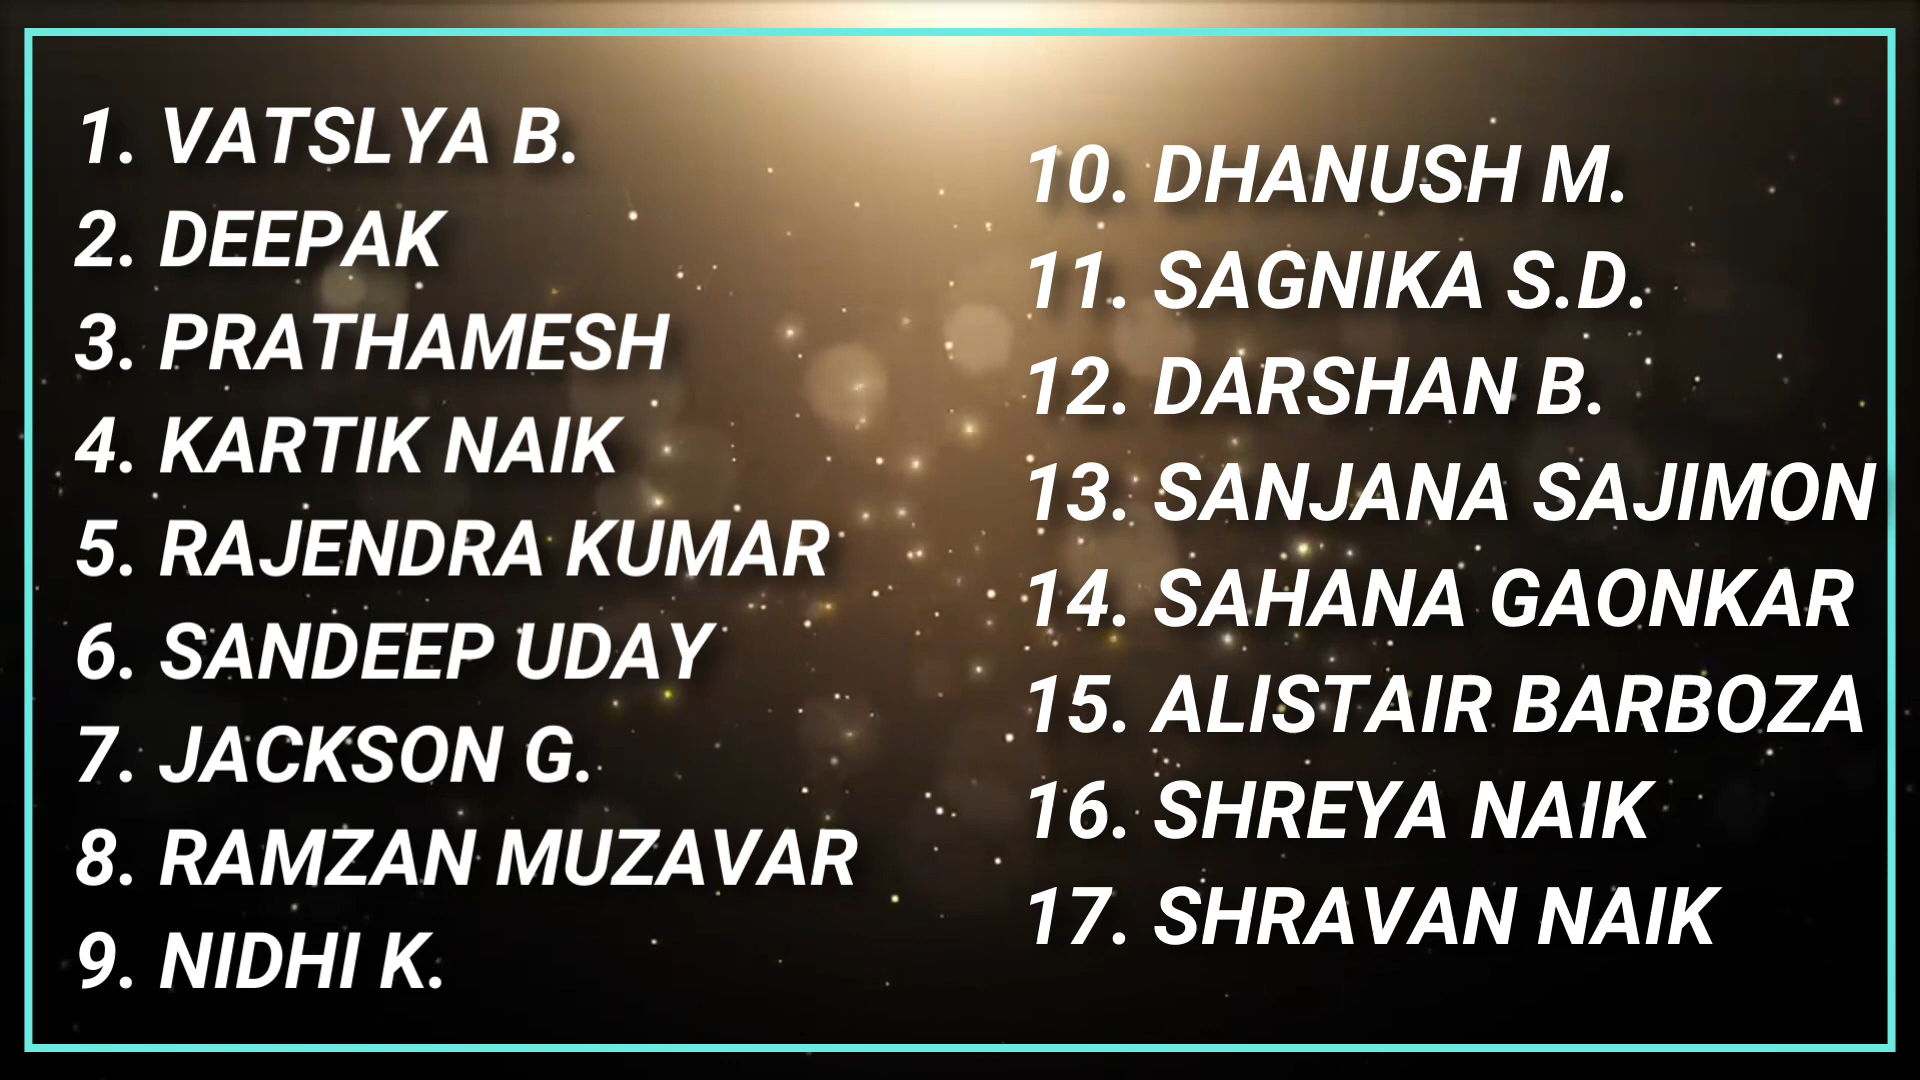 1. VATSLYA B.
2. DEEPAK
3. PRATHAMESH
4. KARTIK NAIK
5. RAJENDRA KUMAR
6. SANDEEP UDAY
7. JACKSON G.
8. RAMZAN MUZAVAR
9. NIDHI K.
10. DHANUSH M.
11. SAGNIKA S.D.
12. DARSHAN B.
13. SANJANA SAJIMON
14. SAHANA GAONKAR
15. ALISTAIR BARBOZA
16. SHREYA NAIK
17. SHRAVAN NAIK